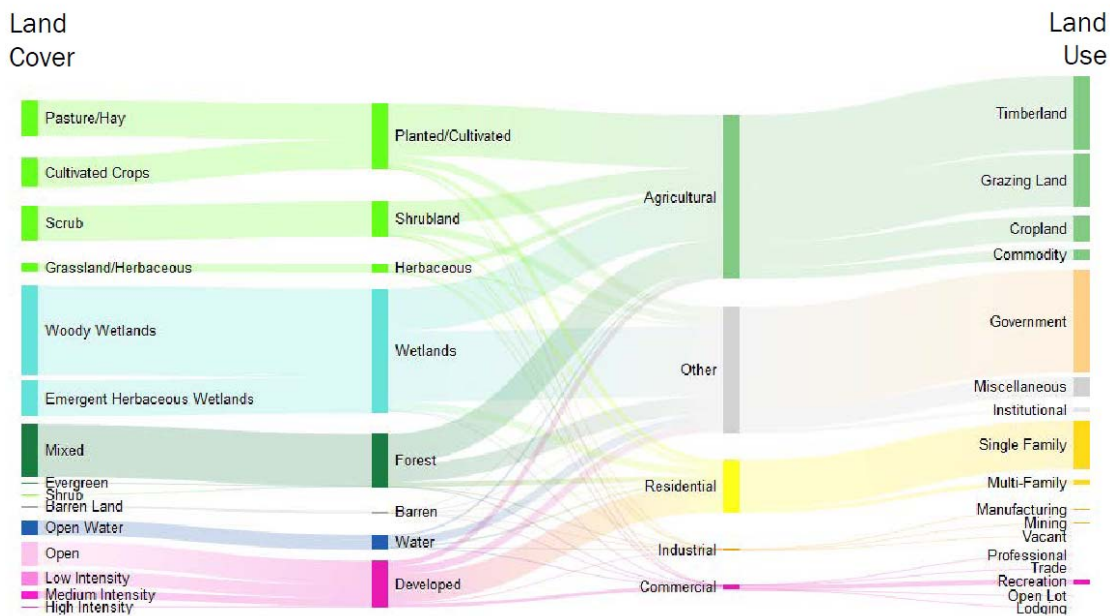 Land
Cover
Land
Use
Pasture/Hay
Cultivated Crops
Scrub
Grassland/Herbaceous
Woody Wetlands
Emergent Herbaceous Wetlands
Mixed
Evergreen
Shrub
Barren Land
Open Water
Open
Low Intensity
Medium Intensity
High Intensity
Planted/Cultivated
Shrubland
Herbaceous
Wetlands
Forest
Barren
Water
Developed
Agricultural
Other
Residential
Industrial
Commercial
Timberland
Grazing Land
Cropland
Commodity
Government
Miscellaneous
Institutional
Single Family
Multi-Family
Manufacturing
Mining
Vacant
Professional
Trade
Recreation
Open Lot
Lodging